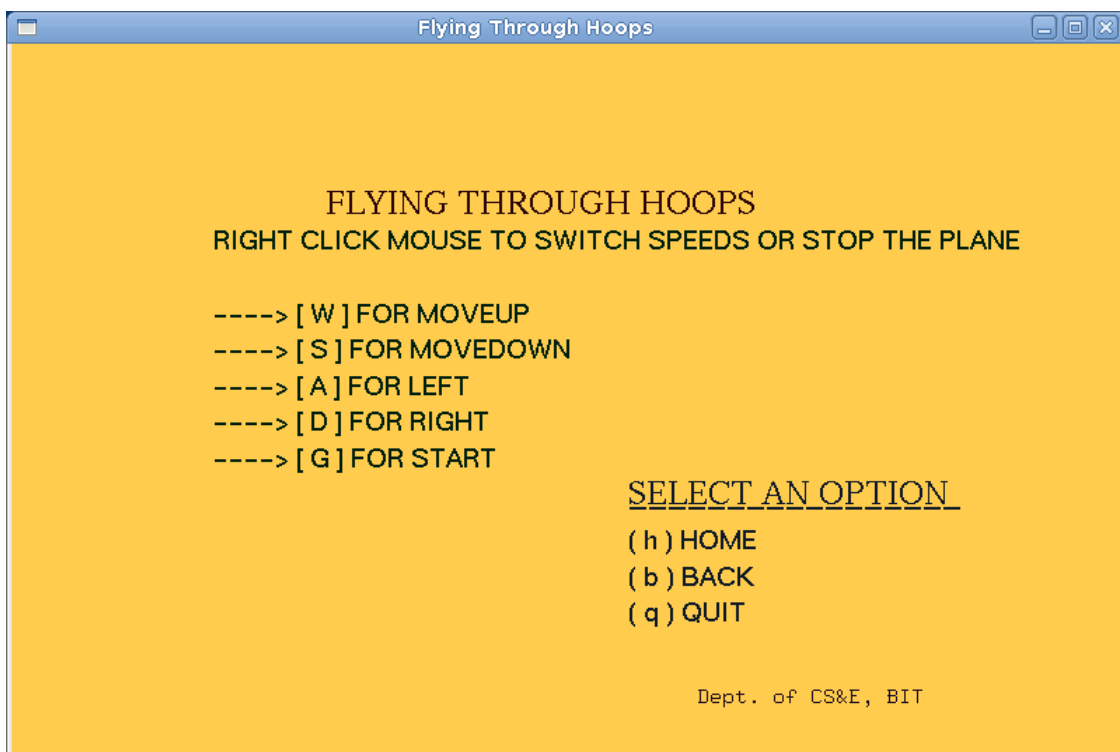 Flying Through Hoops
FLYING THROUGH HOOPS
RIGHT CLICK MOUSE TO SWITCH SPEEDS OR STOP THE PLANE
----> [ W ] FOR MOVEUP
----> [ S ] FOR MOVEDOWN
----> [ A ] FOR LEFT
----> [ D ] FOR RIGHT
----> [ G ] FOR START
SELECT AN OPTION
( h ) HOME
( b ) BACK
( q ) QUIT
Dept. of CS&E, BIT